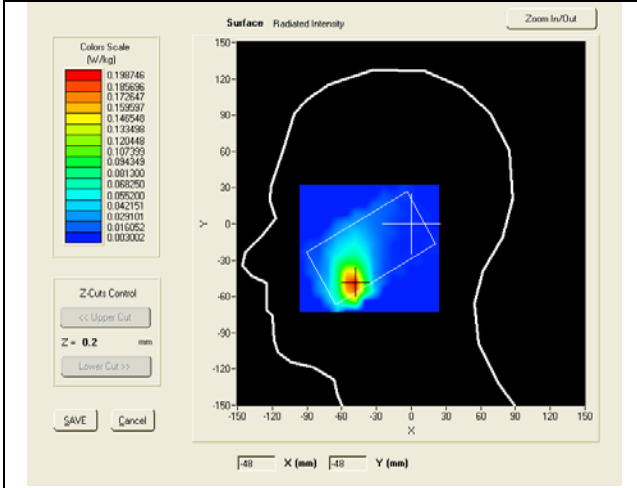 Surface Radiated Intensity
Zoom In/Out
Colors Scale
(W/kg)
0.198746
0.185696
0.172647
0.159597
0.146548
0.133498
0.120448
0.107399
0.094349
0.081300
0.068250
0.055200
0.042151
0.029101
0.016052
0.003002
Z-Cuts Control
<< Upper Cut
Z = 0.2 mm
Lower Cut >>
SAVE Cancel
150
120
90
60
30
0
-30
-60
-90
-120
-150
Y
-150 -120 -90 -60 -30 0 30 60 90 120 150
X
-48 X (mm) -48 Y (mm)